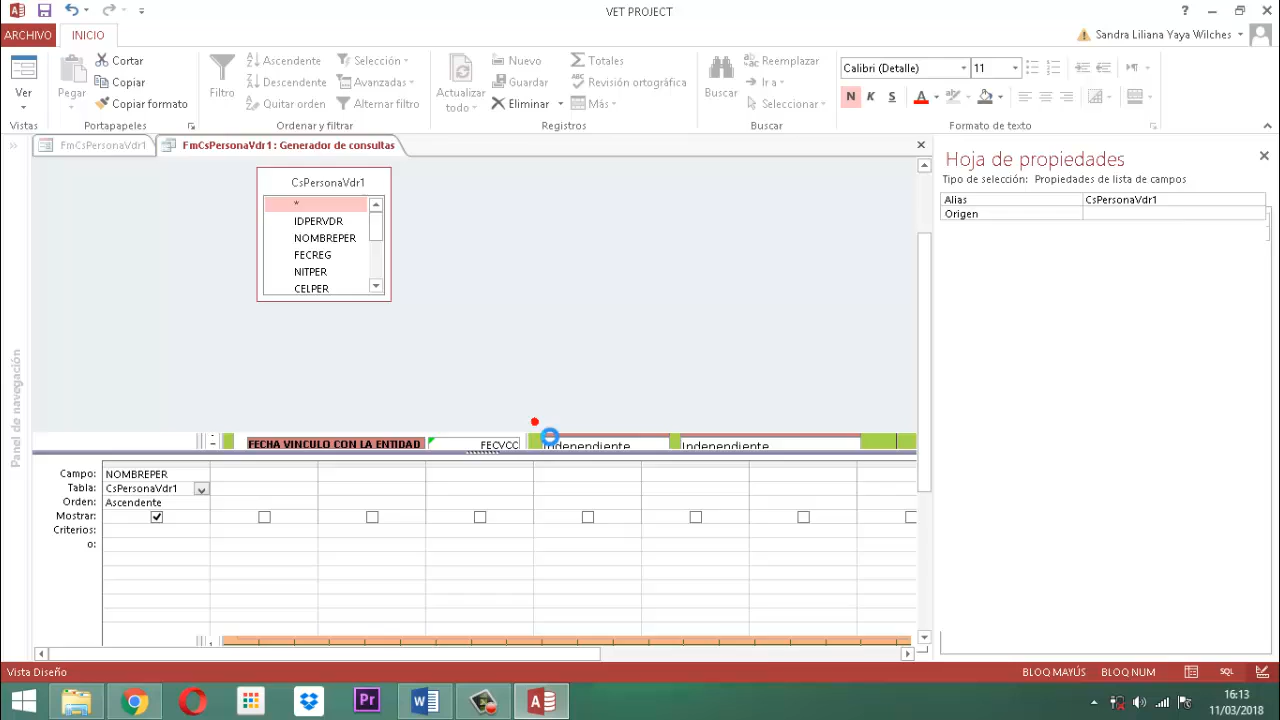 VET PROJECT
ARCHIVO INICIO
Sandra Liliana Yaya Wilches
Ver
Vistas
Pegar
Cortar
Copiar
Copiar formato
Portapapeles
Filtro
Ascendente
Descendente
Quitar orden
Selección
Avanzadas
Alternar filtro
Ordenar y filtrar
Actualizar
todo
Nuevo
Guardar
Eliminar
Totales
Revisión ortográfica
Más
Registros
Buscar
Reemplazar
Ir a
Seleccionar
Buscar
Calibri (Detalle) 11
N K S A
Formato de texto
FmCsPersonaVdr1
FmCsPersonaVdr1 : Generador de consultas
Panel de navegación
CsPersonaVdr1
*
IDPERVDR
NOMBREPER
FECREG
NITPER
CELPER
FECHA VINCULO CON LA ENTIDAD FECVCC Independiente Independiente
Campo: NOMBREPER
Tabla: CsPersonaVdr1
Orden: Ascendente
Mostrar:
Criterios:
o:
Hoja de propiedades
Tipo de selección: Propiedades de lista de campos
Alias CsPersonaVdr1
Origen
Vista Diseño
BLOQ MAYÚS BLOQ NUM SQL
Pr
16:13
11/03/2018